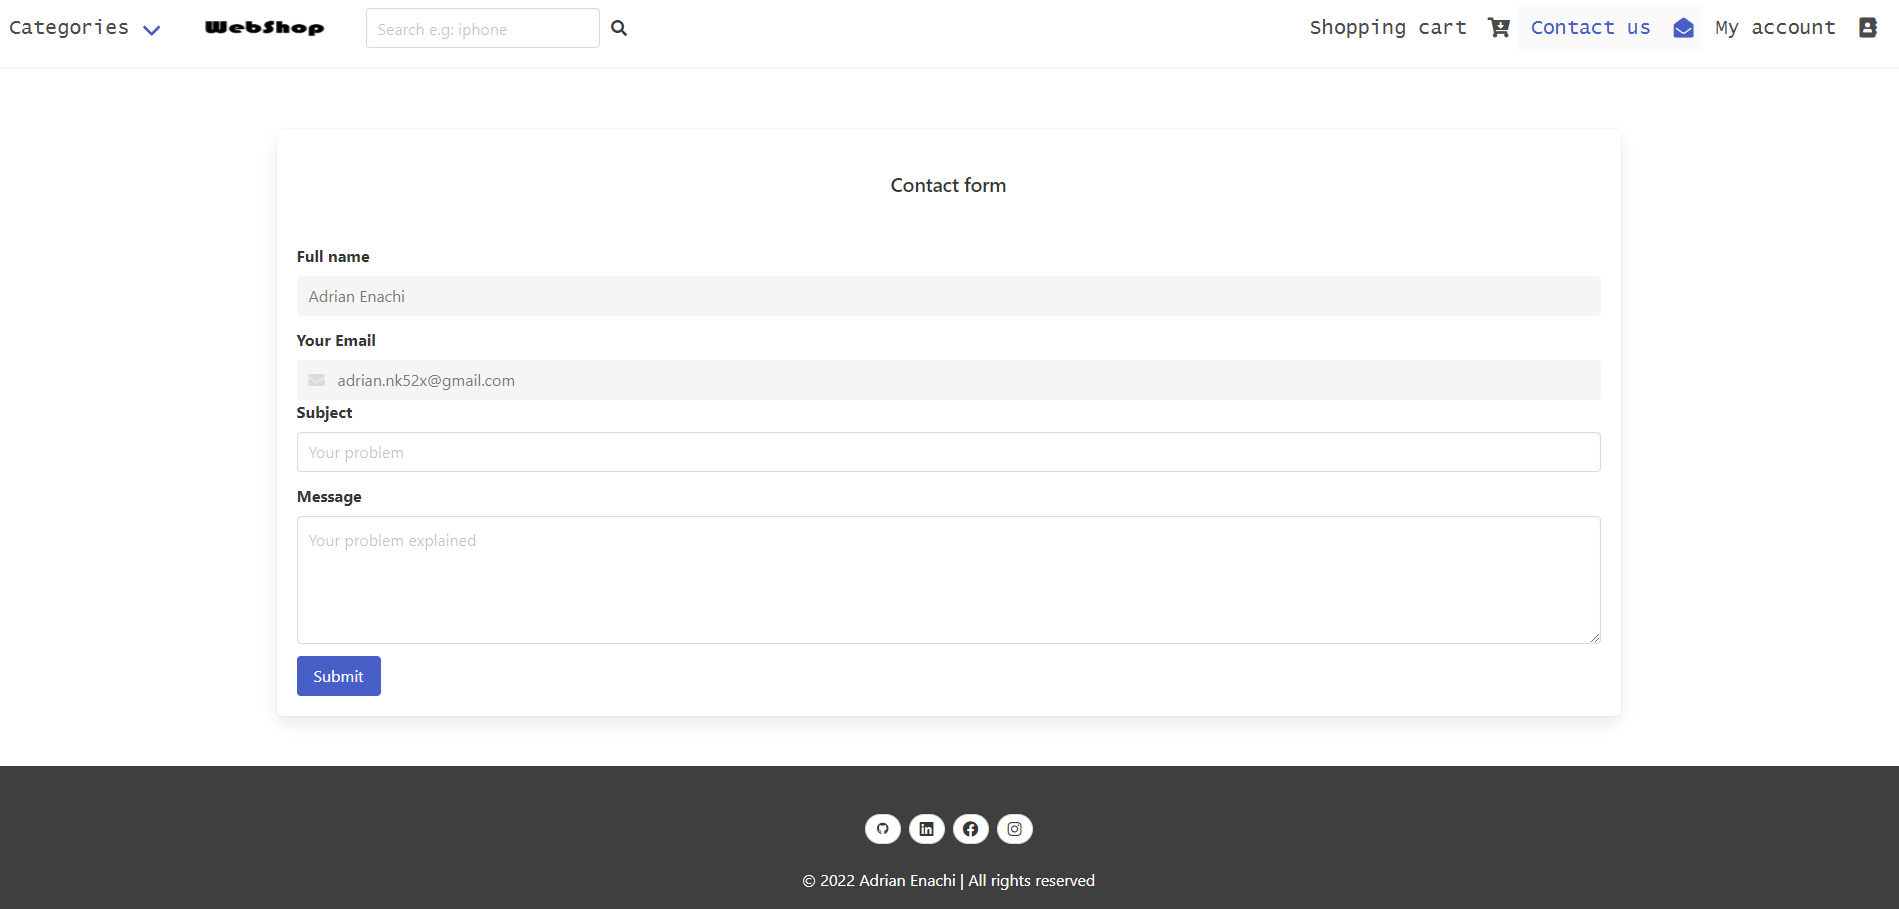 Categories WebShop Search e.g: iphone Shopping cart Contact us My account
Contact form
Full name
Adrian Enachi
Your Email
adrian.nk52x@gmail.com
Subject
Your problem
Message
Your problem explained
Submit
© 2022 Adrian Enachi | All rights reserved